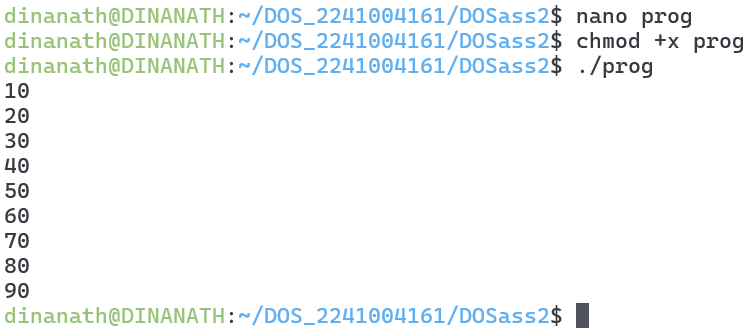 dinanath@DINANATH:~/DOS_2241004161/DOSass2$ nano prog
dinanath@DINANATH:~/DOS_2241004161/DOSass2$ chmod +x prog
dinanath@DINANATH:~/DOS_2241004161/DOSass2$ ./prog
10
20
30
40
50
60
70
80
90
dinanath@DINANATH:~/DOS_2241004161/DOSass2$